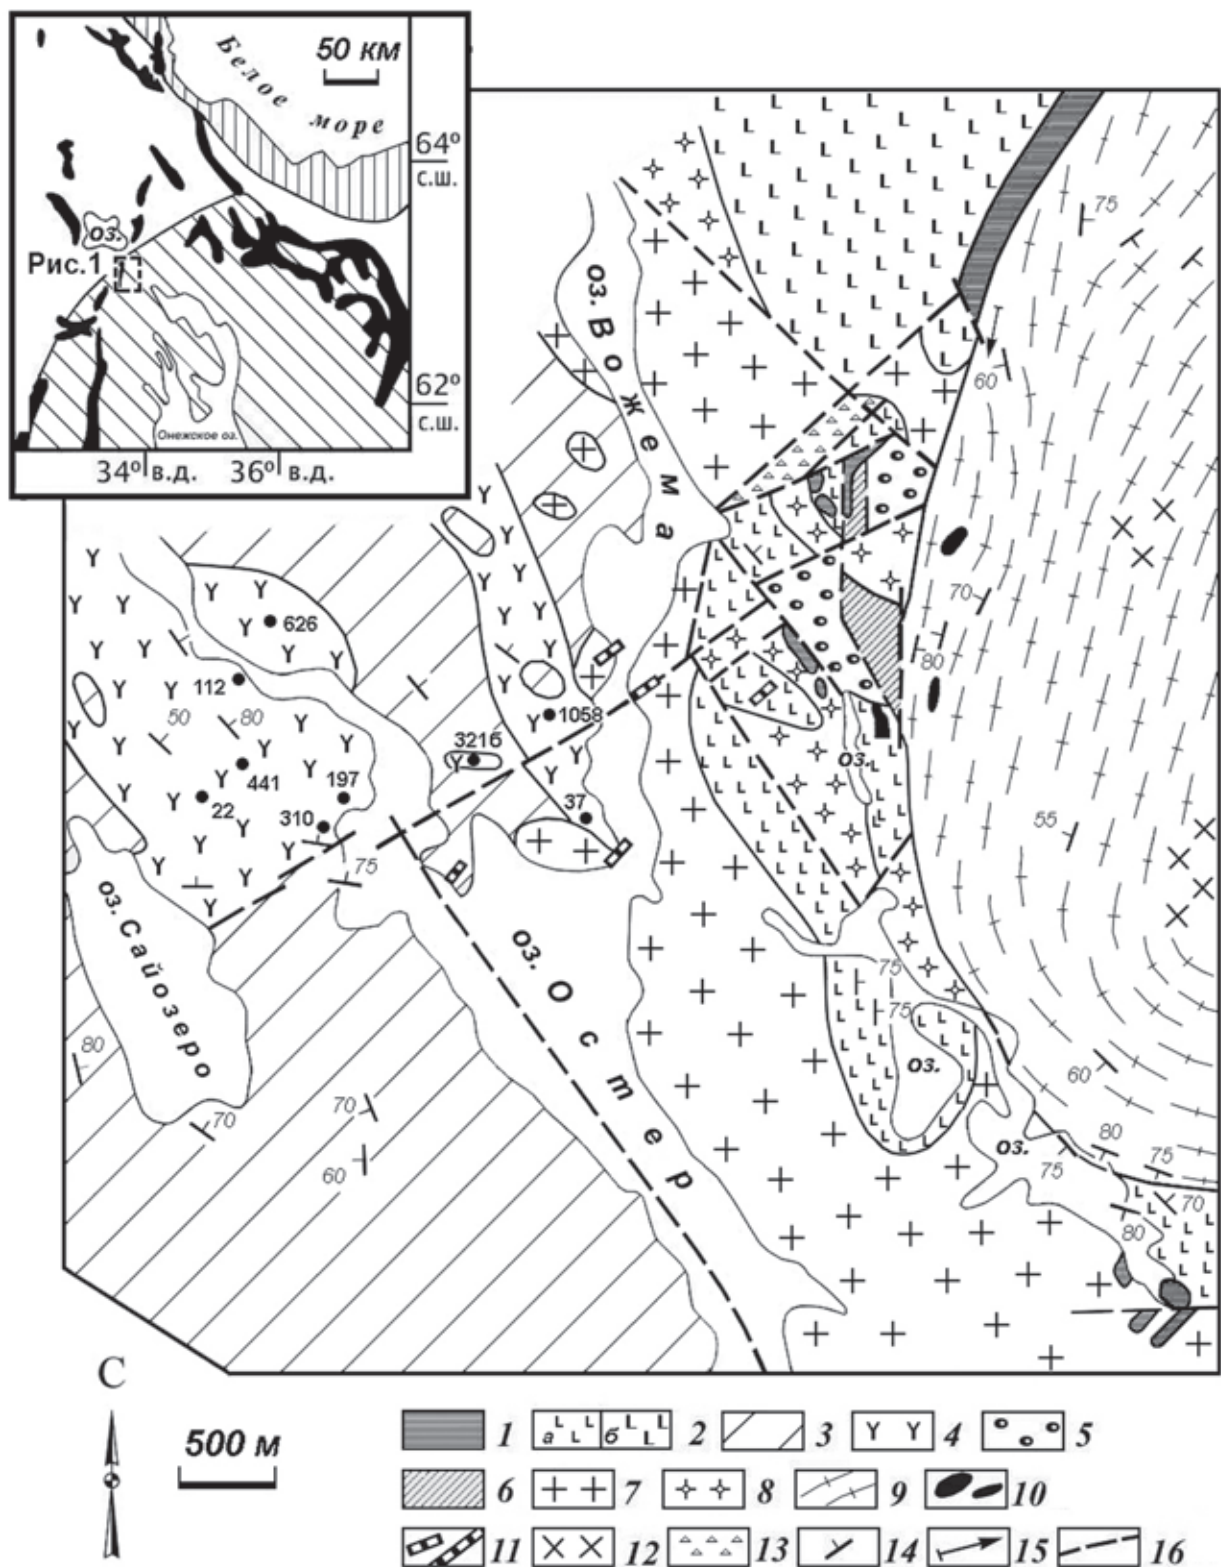 50 км
Белое
море
64°
с.ш.
оз.
Рис.1
62°
с.ш.
Онежское оз.
34° в.д. 36° в.д.
75
оз. Вожема
60
626
70
112
80
50 80
1058
321б
441
197
оз.
22
310
37
55
75
оз. Сайозеро
оз. Остер
75
75
80
оз.
60
70
70
80
оз.
75
75
60
70
80
С
500 м
1 а б 2 3 4 5
6 7 8 9 10
11 12 13 14 15 16